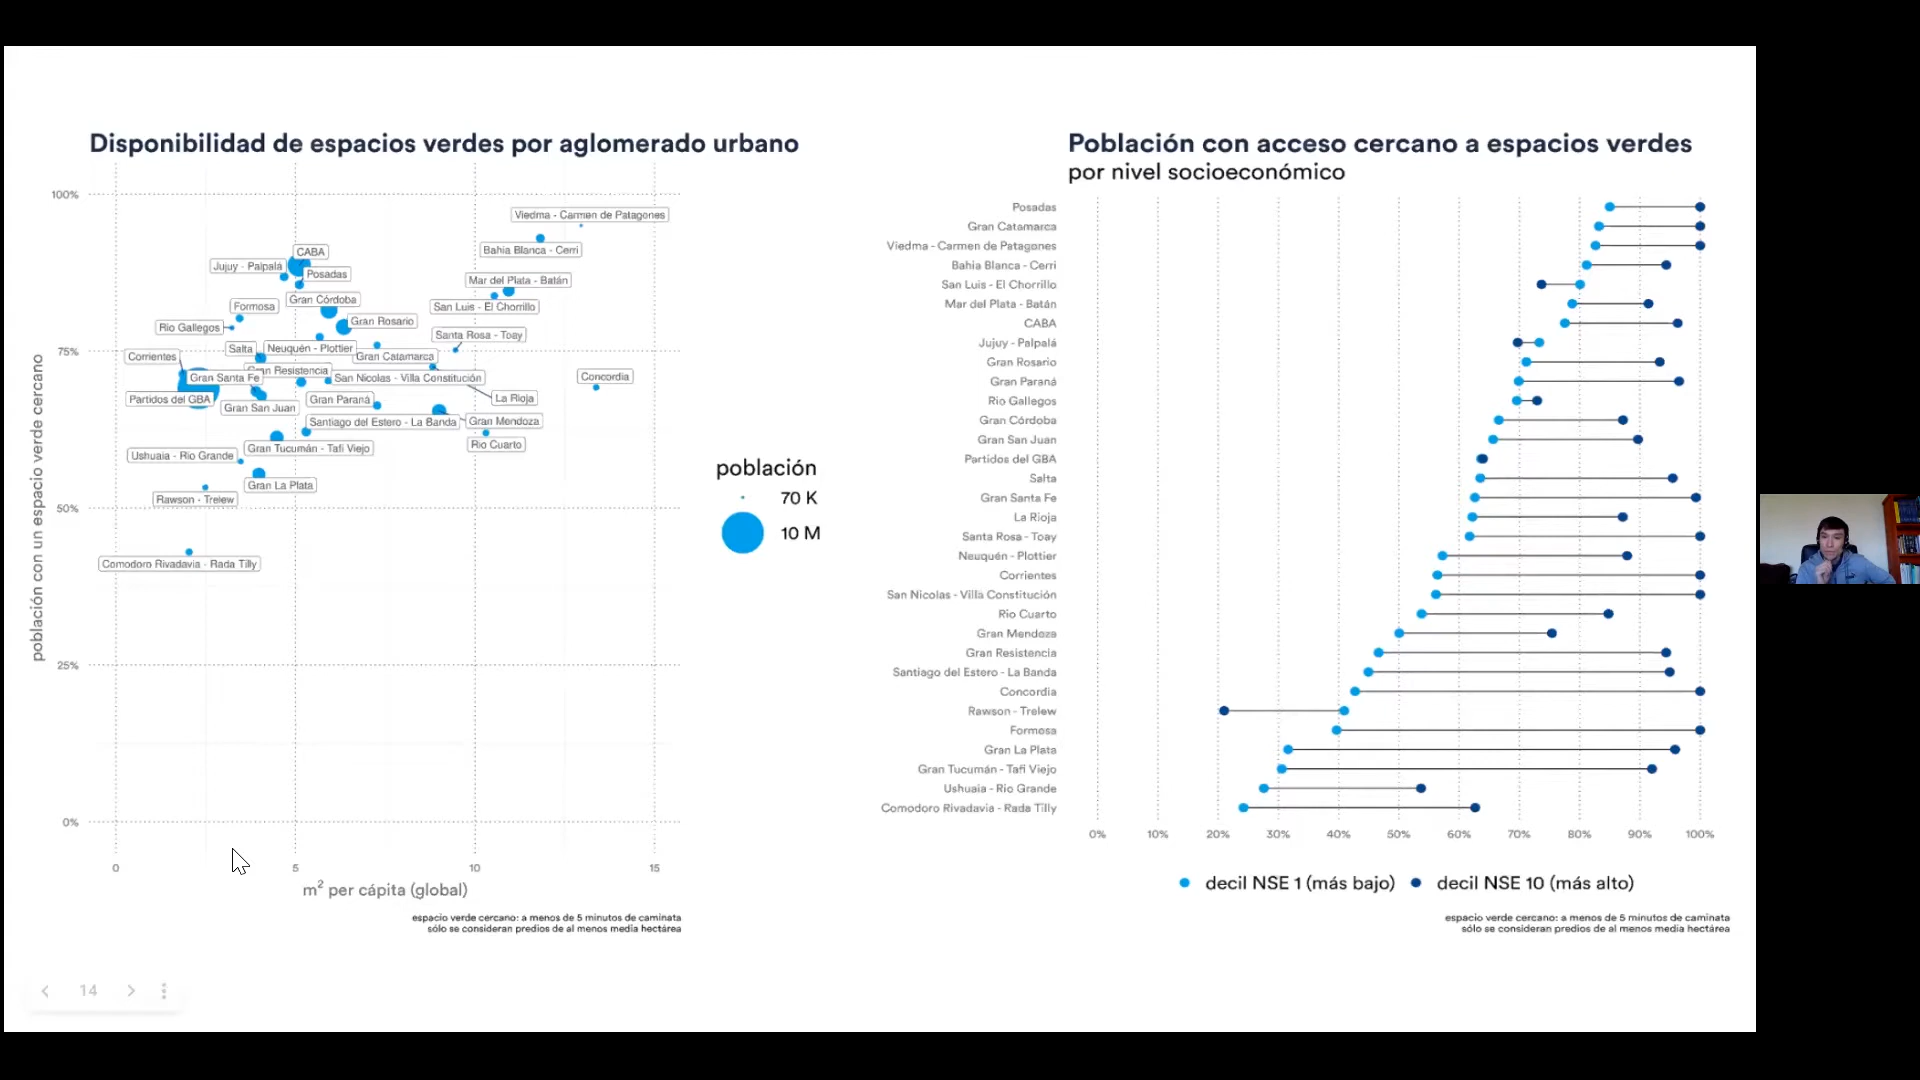 Disponibilidad de espacios verdes por aglomerado urbano
población con un espacio verde cercano
100%
75%
50%
25%
0%
Viedma - Carmen de Patagones
Bahia Blanca - Cerri
CABA
Jujuy - Palpalá
Posadas
Mar del Plata - Batán
Gran Córdoba
Formosa
San Luis - El Chorrillo
Gran Rosario
Rio Gallegos
Santa Rosa - Toay
Salta
Neuquén - Plottier
Corrientes
Gran Catamarca
Gran Resistencia
Gran Santa Fe
San Nicolas - Villa Constitución
Concordia
Partidos del GBA
Gran Paraná
La Rioja
Gran San Juan
Santiago del Estero - La Banda
Gran Mendoza
Rio Cuarto
Gran Tucumán - Tafi Viejo
Ushuaia - Rio Grande
Gran La Plata
Rawson - Trelew
Comodoro Rivadavia - Rada Tilly
0 5 10 15
m² per cápita (global)
población
70 K
10 M
espacio verde cercano: a menos de 5 minutos de caminata
sólo se consideran predios de al menos media hectárea
Población con acceso cercano a espacios verdes
por nivel socioeconómico
Posadas
Gran Catamarca
Viedma - Carmen de Patagones
Bahia Blanca - Cerri
San Luis - El Chorrillo
Mar del Plata - Batán
CABA
Jujuy - Palpalá
Gran Rosario
Gran Paraná
Rio Gallegos
Gran Córdoba
Gran San Juan
Partidos del GBA
Salta
Gran Santa Fe
La Rioja
Santa Rosa - Toay
Neuquén - Plottier
Corrientes
San Nicolas - Villa Constitución
Rio Cuarto
Gran Mendoza
Gran Resistencia
Santiago del Estero - La Banda
Concordia
Rawson - Trelew
Formosa
Gran La Plata
Gran Tucumán - Tafi Viejo
Ushuaia - Rio Grande
Comodoro Rivadavia - Rada Tilly
0% 10% 20% 30% 40% 50% 60% 70% 80% 90% 100%
decil NSE 1 (más bajo) decil NSE 10 (más alto)
espacio verde cercano: a menos de 5 minutos de caminata
sólo se consideran predios de al menos media hectárea
14